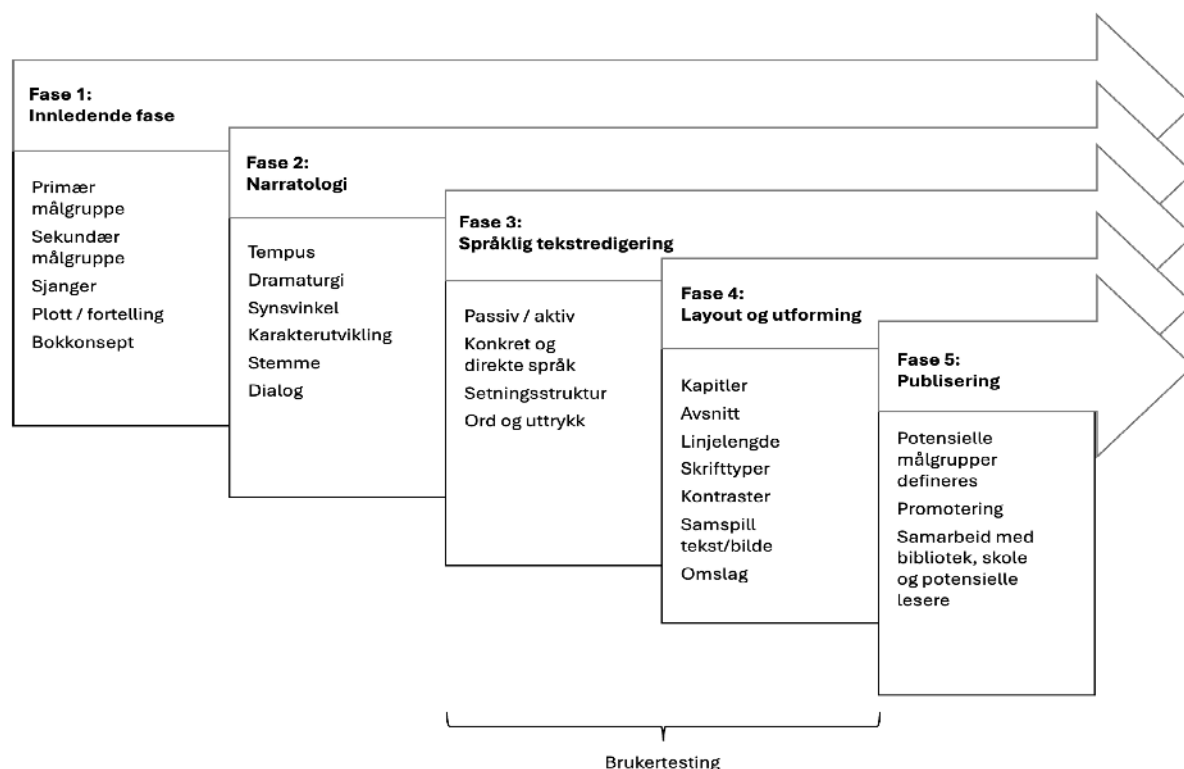 Fase 1:
Innledende fase
Primær
målgruppe
Sekundær
målgruppe
Sjanger
Plott / fortelling
Bokkonsept
Fase 2:
Narratologi
Tempus
Dramaturgi
Synsvinkel
Karakterutvikling
Stemme
Dialog
Fase 3:
Språklig tekstredigering
Passiv / aktiv
Konkret og
direkte språk
Setningsstruktur
Ord og uttrykk
Fase 4:
Layout og utforming
Kapitler
Avsnitt
Linjelengde
Skrifttyper
Kontraster
Samspill
tekst/bilde
Omslag
Fase 5:
Publisering
Potensielle
målgrupper
defineres
Promotering
Samarbeid med
bibliotek, skole
og potensielle
lesere
Brukertesting